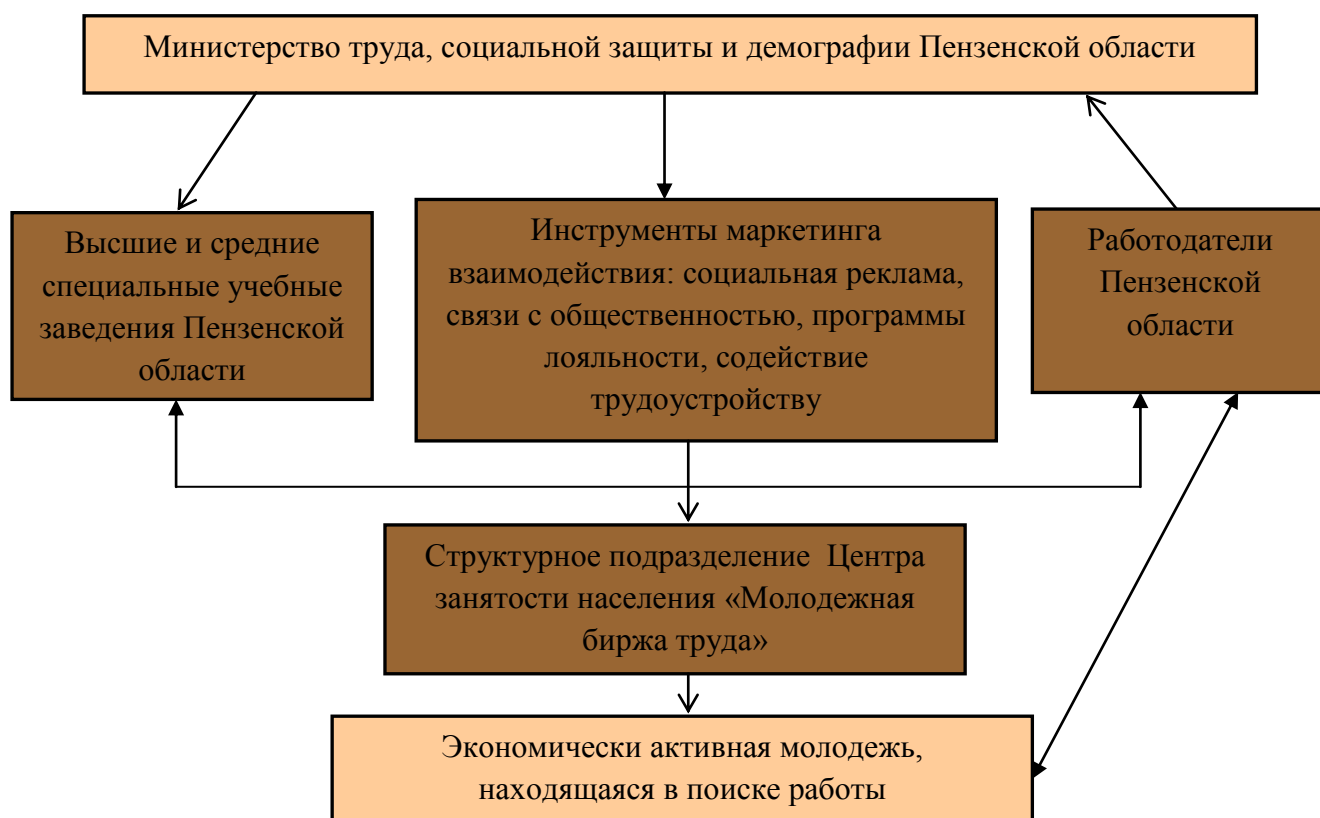 Министерство труда, социальной защиты и демографии Пензенской области
Высшие и средние
специальные учебные
заведения Пензенской
области
Инструменты маркетинга
взаимодействия: социальная реклама,
связи с общественностью, программы
лояльности, содействие
трудоустройству
Работодатели
Пензенской
области
Структурное подразделение Центра
занятости населения «Молодежная
биржа труда»
Экономически активная молодежь,
находящаяся в поиске работы